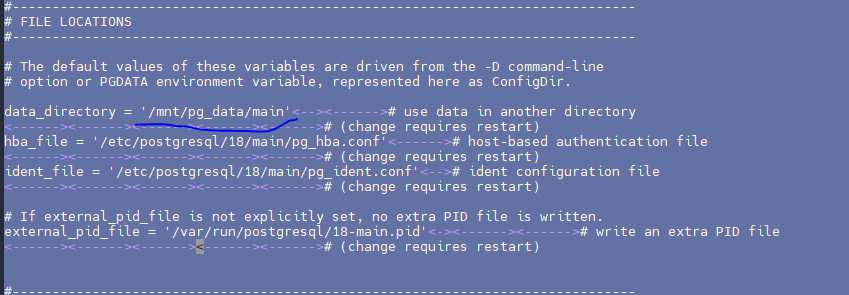 #---------------------------------------------------------------------------
# FILE LOCATIONS
#---------------------------------------------------------------------------
# The default values of these variables are driven from the -D command-line
# option or PGDATA environment variable, represented here as ConfigDir.
data_directory = '/mnt/pg_data/main'<--><------># use data in another directory
<------><------><------><------><------># (change requires restart)
hba_file = '/etc/postgresql/18/main/pg_hba.conf'<------># host-based authentication file
<------><------><------><------><------># (change requires restart)
ident_file = '/etc/postgresql/18/main/pg_ident.conf'<--># ident configuration file
<------><------><------><------><------># (change requires restart)
# If external_pid_file is not explicitly set, no extra PID file is written.
external_pid_file = '/var/run/postgresql/18-main.pid'<-><------><------># write an extra PID file
<------><------><------><------><------># (change requires restart)
#---------------------------------------------------------------------------